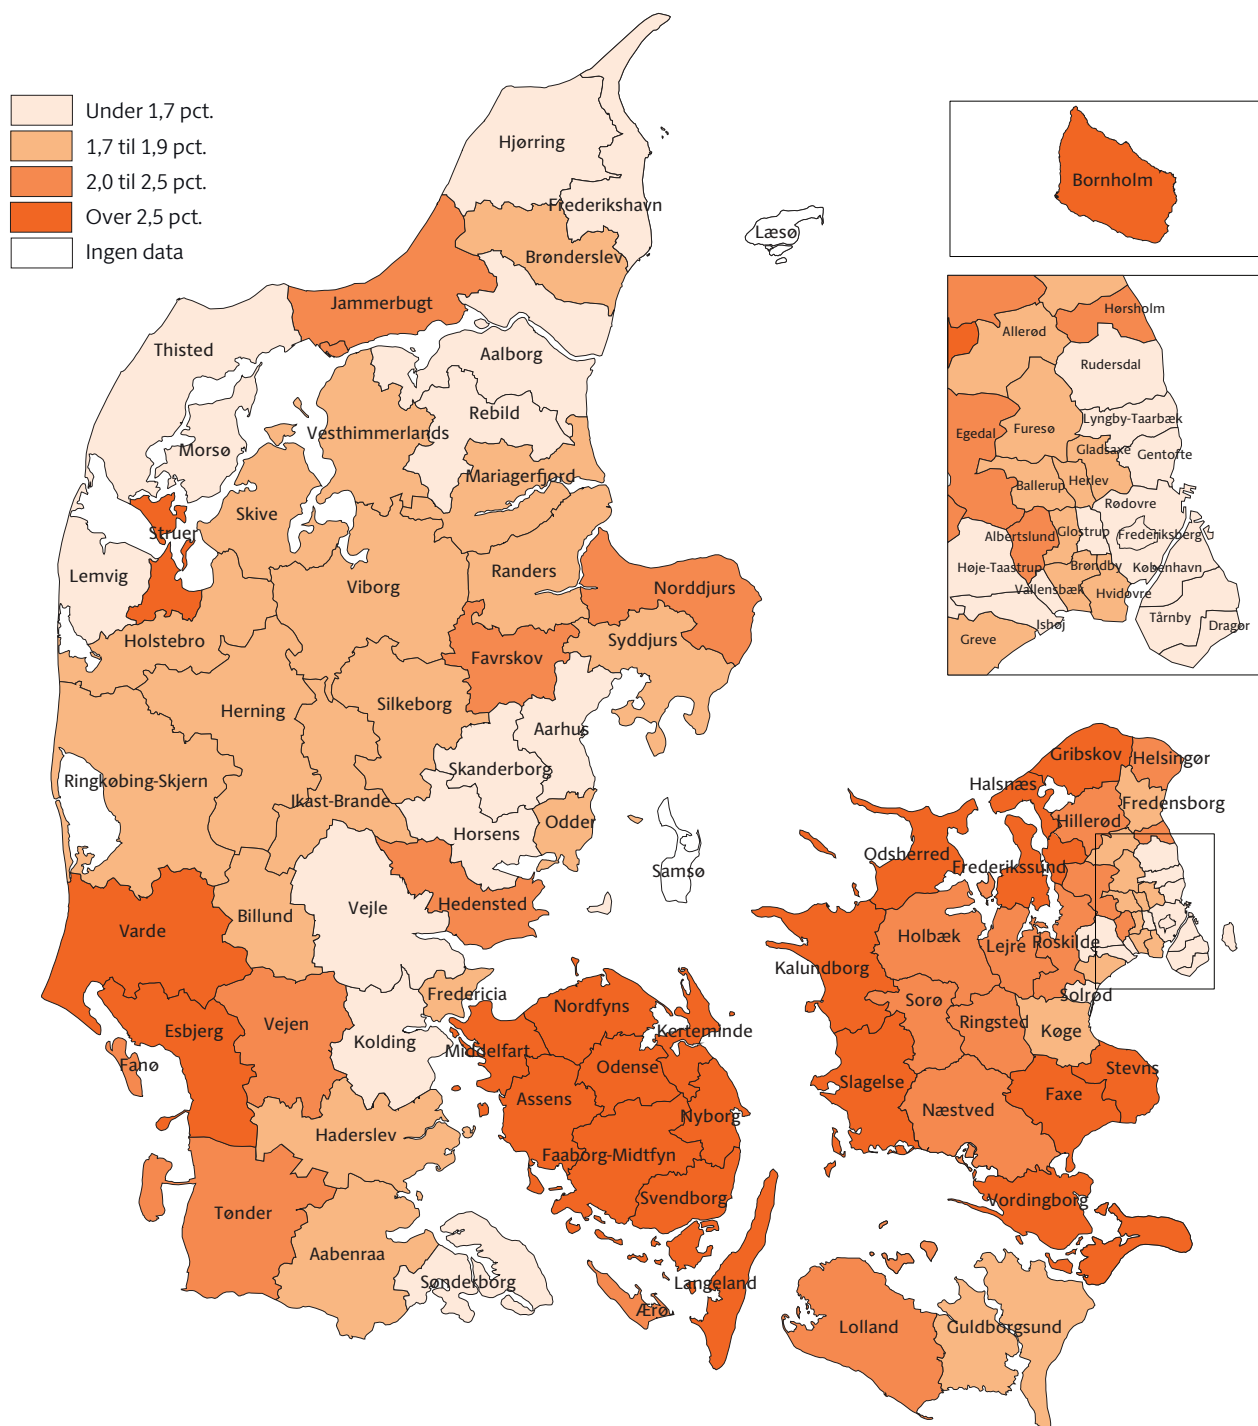 Under 1,7 pct.
1,7 til 1,9 pct.
2,0 til 2,5 pct.
Over 2,5 pct.
Ingen data
Hjørring
Frederikshavn
Læsø
Brønderslev
Jammerbugt
Thisted
Aalborg
Rebild
Vesthimmerlands
Morsø
Mariagerfjord
Skive
Struer
Lemvig
Viborg
Randers
Norddjurs
Holstebro
Favrskov
Syddjurs
Herning
Silkeborg
Aarhus
Skanderborg
Ringkøbing-Skjern
Ikast-Brande
Horsens
Odder
Samsø
Hedensted
Vejle
Billund
Varde
Fredericia
Esbjerg
Vejen
Kolding
Fanø
Haderslev
Tønder
Aabenraa
Sønderborg
Nordfyns
Kerteminde
Middelfart
Odense
Assens
Nyborg
Faaborg-Midtfyn
Svendborg
Langeland
Ærø
Bornholm
Hørsholm
Allerød
Rudersdal
Lyngby-Taarbæk
Egedal
Furesø
Gladsaxe
Gentofte
Ballerup
Herlev
Rødovre
Albertslund
Glostrup
Frederiksberg
Høje-Taastrup
Brøndby
København
Vallensbæk
Hvidovre
Ishøj
Tårnby
Dragør
Greve
Gribskov
Helsingør
Halsnæs
Fredensborg
Hillerød
Odsherred
Frederikssund
Holbæk
Lejre
Roskilde
Kalundborg
Solrød
Sorø
Ringsted
Køge
Stevns
Slagelse
Næstved
Faxe
Vordingborg
Lolland
Guldborgsund